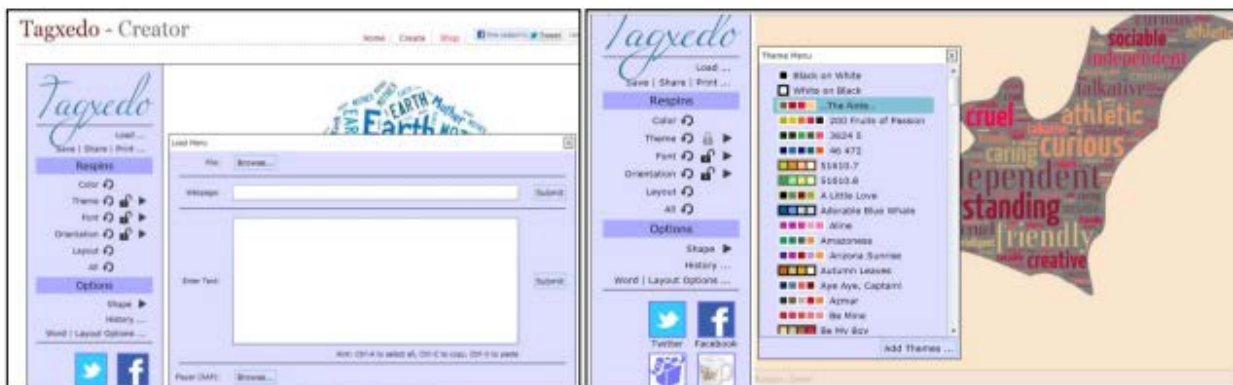 Tagxedo - Creator
Home Create Shop
Tweet
Tagxedo
Load ...
Save | Share | Print ...
Respins
Color
Theme
Font
Orientation
Layout
All
Options
Shape
History ...
Word | Layout Options ...
EARTH
Mother
Earth
Load Menu
File: Browse...
Webpage: Submit
Enter Text: Submit
Hint: Ctrl-A to select all, Ctrl-C to copy, Ctrl-V to paste
Browse...
Tagxedo
Load ...
Save | Share | Print ...
Respins
Color
Theme
Font
Orientation
Layout
All
Options
Shape
History ...
Word | Layout Options ...
Twitter Facebook
Theme Menu
Black on White
White on Black
200 Fruits of Passion
3624 S
46 472
51610.7
51610.8
A Little Love
Adorable Blue Whale
Aline
Amazoness
Arizona Sunrise
Autumn Leaves
Aye Aye, Captain!
Azmar
Be Mine
Be My Boy
Add Themes ...
curious
sociable
athletic
independent
talkative
cruel
athletic
caring
curious
ependent
standing
cruel
friendly
creative